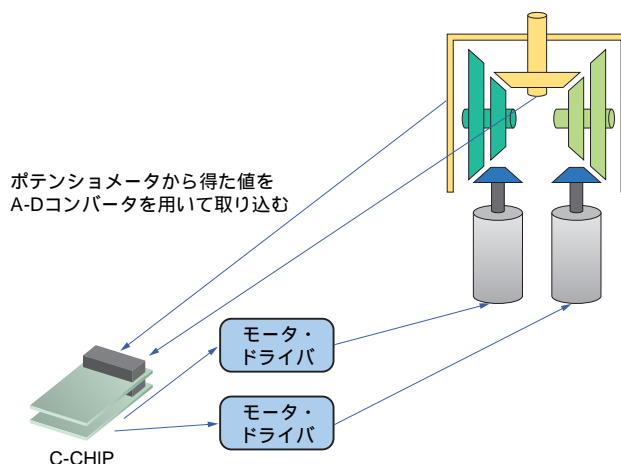 ポテンショメータから得た値を
A-Dコンバータを用いて取り込む
モータ・
ドライバ
モータ・
ドライバ
C-CHIP